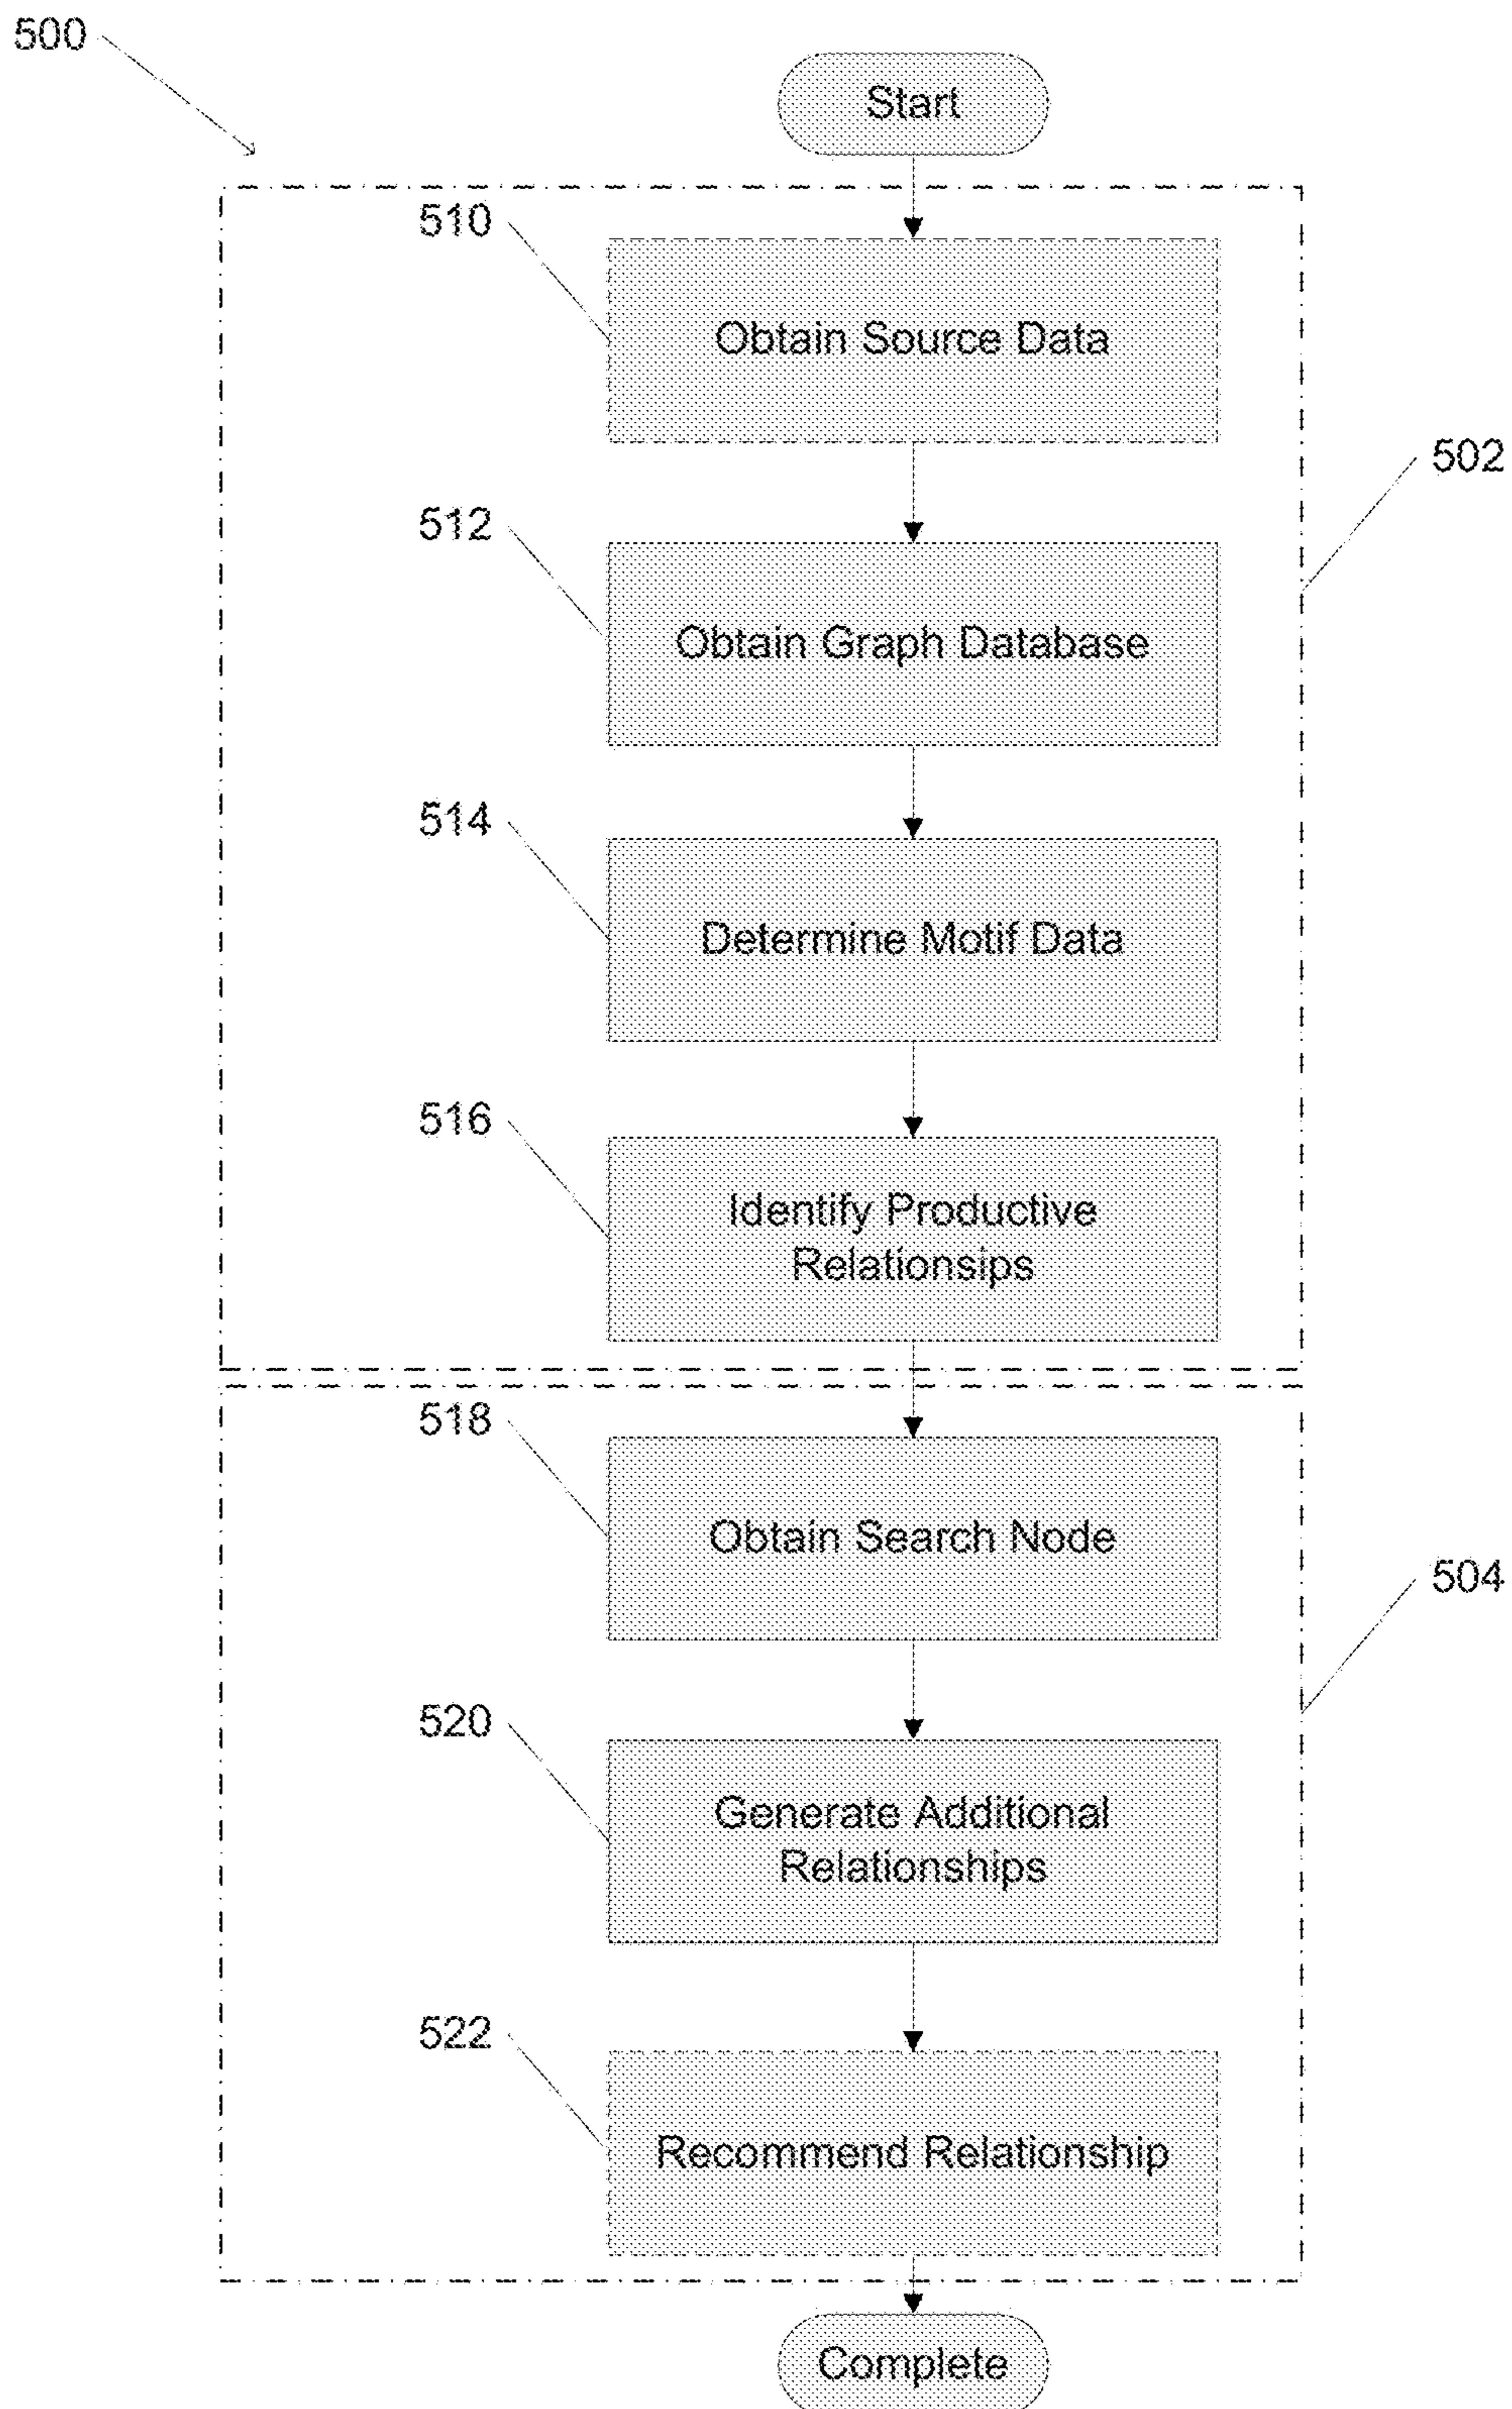 500
Start
510
Obtain Source Data
502
512
Obtain Graph Database
514
Determine Motif Data
516
Identify Productive
Relationsips
518
Obtain Search Node
504
520
Generate Additional
Relationships
522
Recommend Relationship
Complete